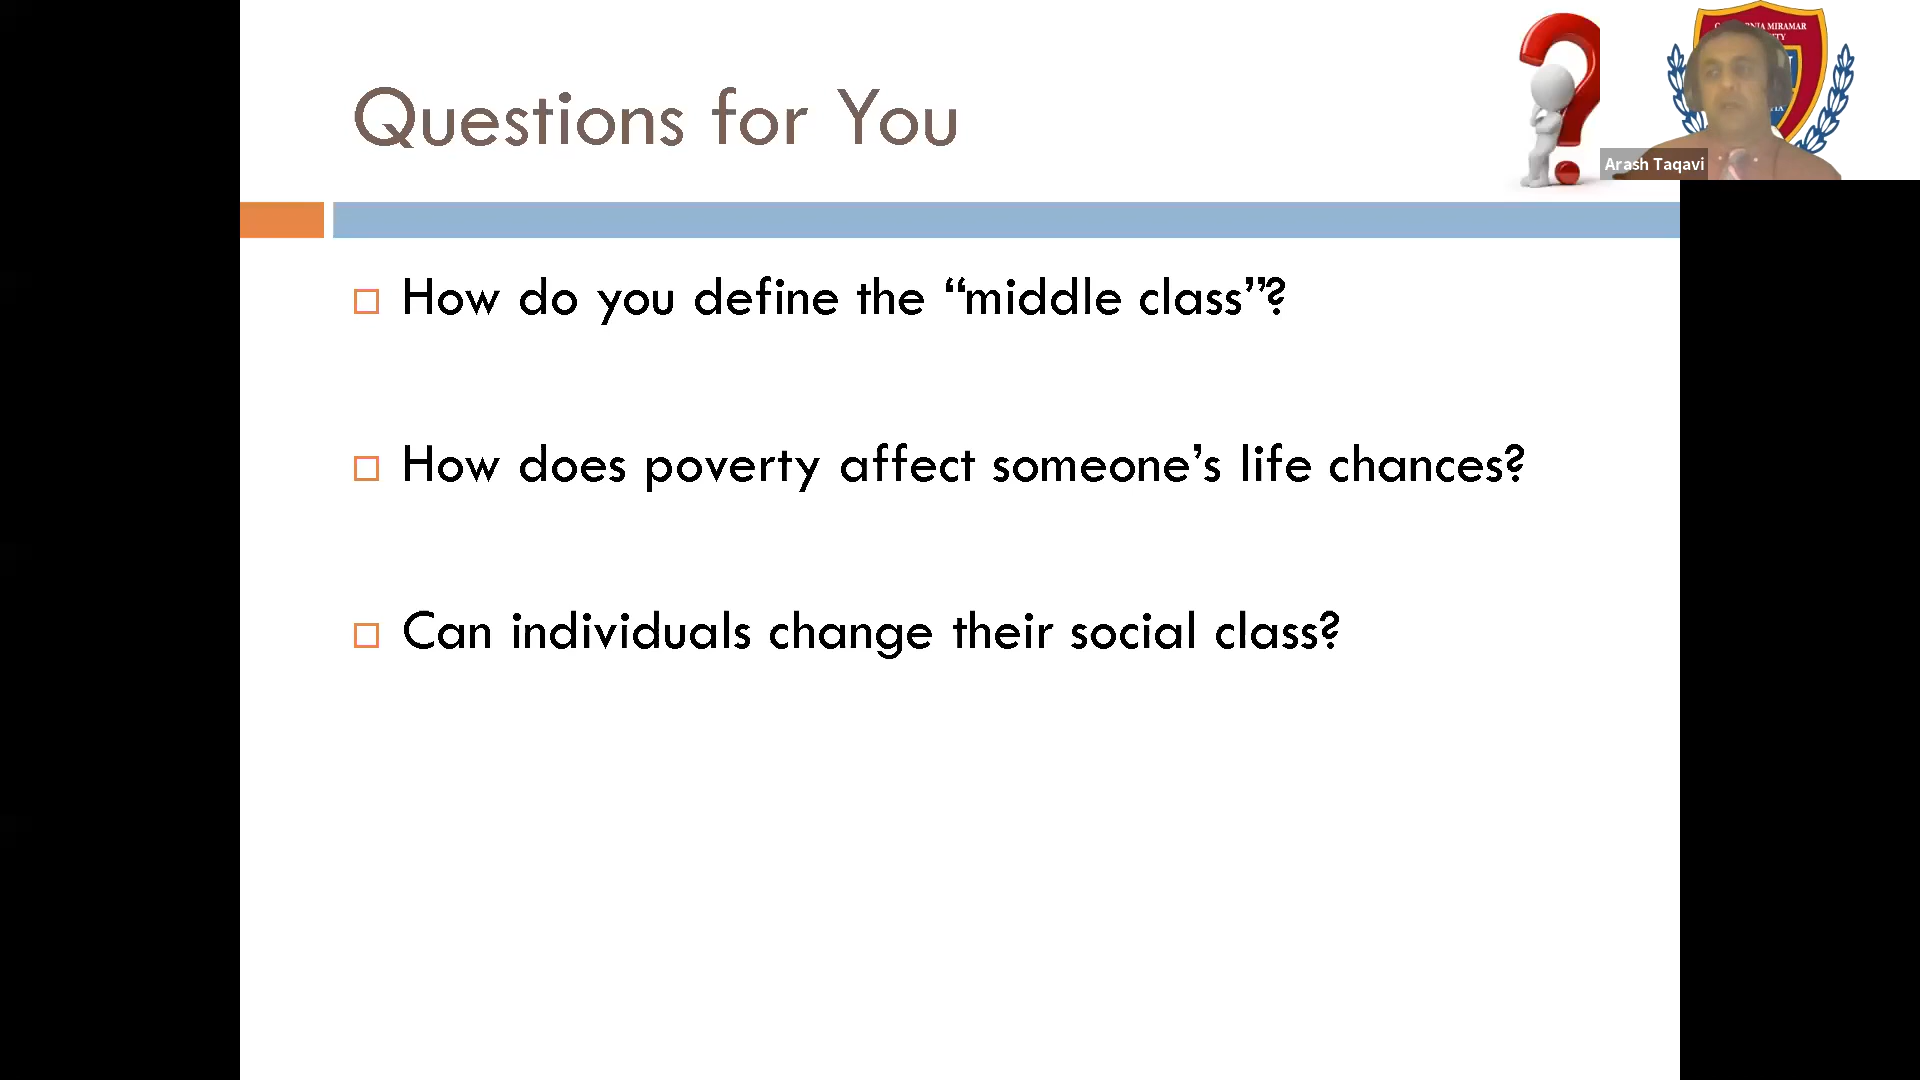 Questions for You
How do you define the “middle class”?
How does poverty affect someone’s life chances?
Can individuals change their social class?
MIRAMAR
Arash Taqavi